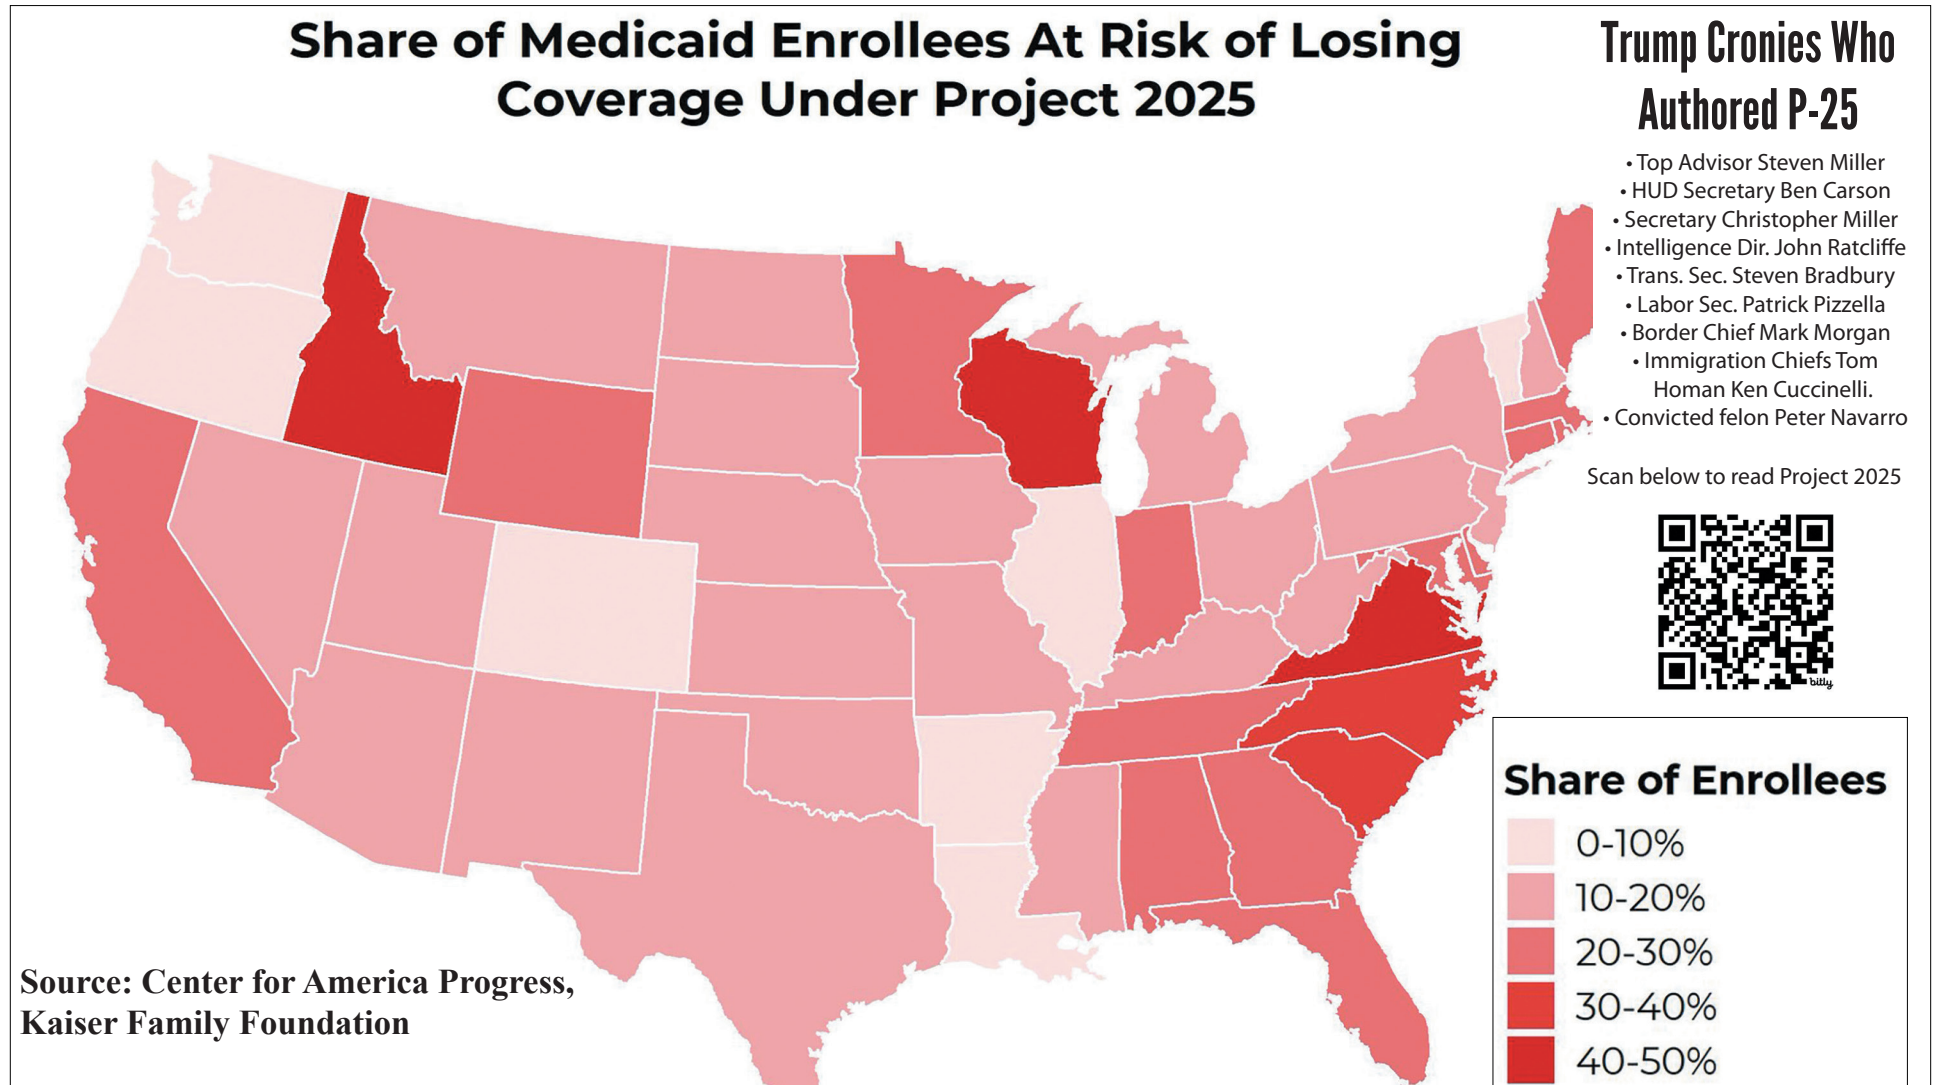 Share of Medicaid Enrollees At Risk of Losing
Coverage Under Project 2025
Trump Cronies Who
Authored P-25
• Top Advisor Steven Miller
• HUD Secretary Ben Carson
• Secretary Christopher Miller
• Intelligence Dir. John Ratcliffe
• Trans. Sec. Steven Bradbury
• Labor Sec. Patrick Pizzella
• Border Chief Mark Morgan
• Immigration Chiefs Tom
Homan Ken Cuccinelli.
• Convicted felon Peter Navarro
Scan below to read Project 2025
bitly
Share of Enrollees
0-10%
10-20%
20-30%
30-40%
40-50%
Source: Center for America Progress,
Kaiser Family Foundation